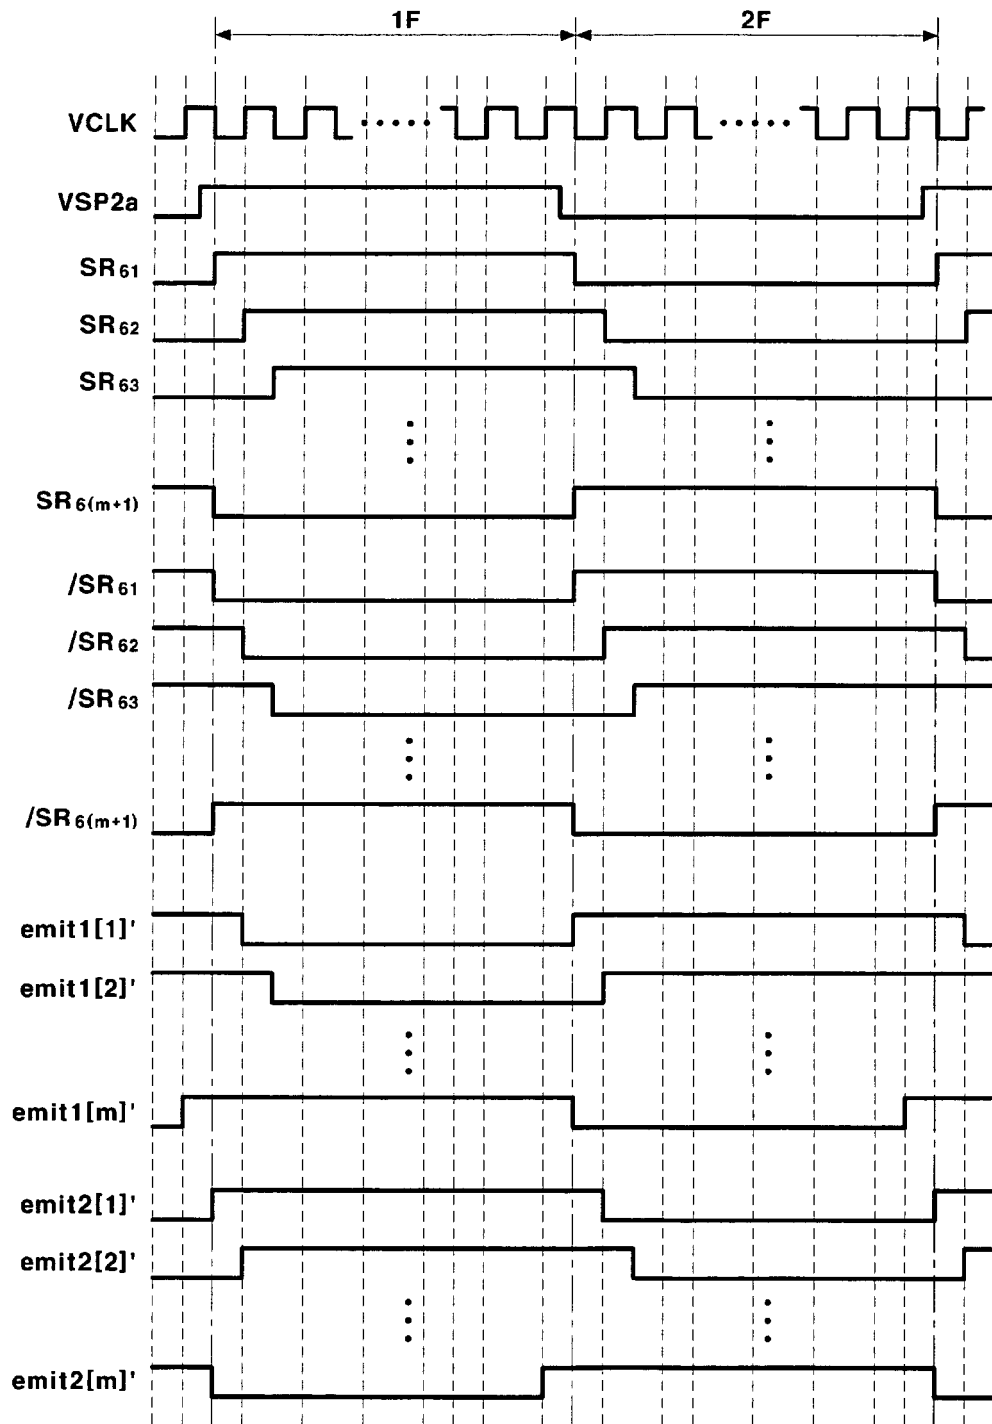 1F 2F
VCLK
VSP2a
SR61
SR62
SR63
SR6(m+1)
/SR61
/SR62
/SR63
/SR6(m+1)
emit1[1]'
emit1[2]'
emit1[m]'
emit2[1]'
emit2[2]'
emit2[m]'